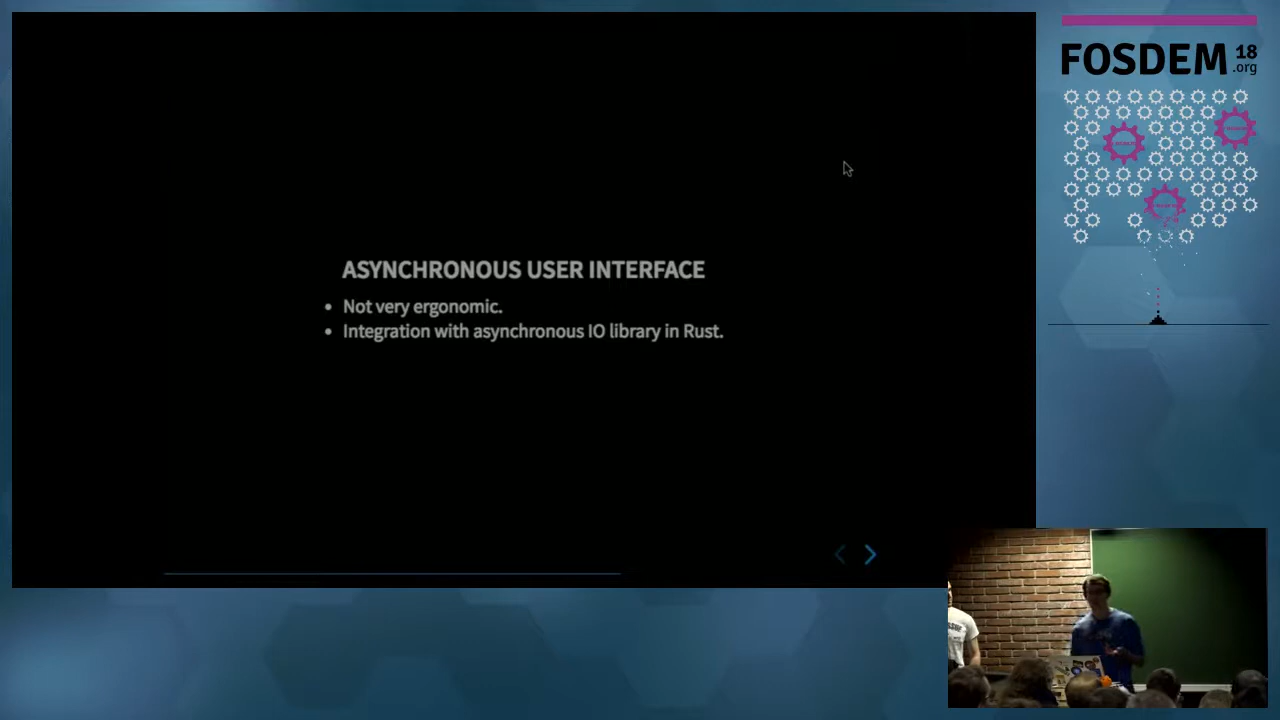 ASYNCHRONOUS USER INTERFACE
• Not very ergonomic.
• Integration with asynchronous IO library in Rust.
FOSDEM 18
.org